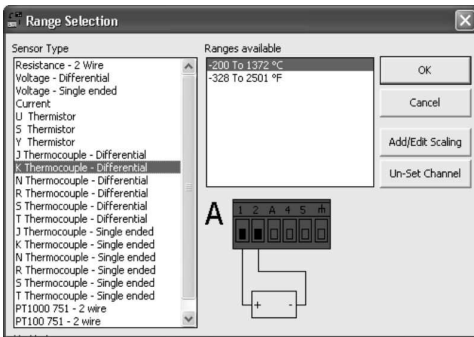 Range Selection
Sensor Type
Resistance - 2 Wire
Voltage - Differential
Voltage - Single ended
Current
U Thermistor
S Thermistor
Y Thermistor
J Thermocouple - Differential
K Thermocouple - Differential
N Thermocouple - Differential
R Thermocouple - Differential
S Thermocouple - Differential
T Thermocouple - Differential
J Thermocouple - Single ended
K Thermocouple - Single ended
N Thermocouple - Single ended
R Thermocouple - Single ended
S Thermocouple - Single ended
T Thermocouple - Single ended
PT1000 751 - 2 wire
PT100 751 - 2 wire
Ranges available
-200 To 1372 °C
-328 To 2501 °F
OK
Cancel
Add/Edit Scaling
Un-Set Channel
A
1 2 A 4 5
+ -